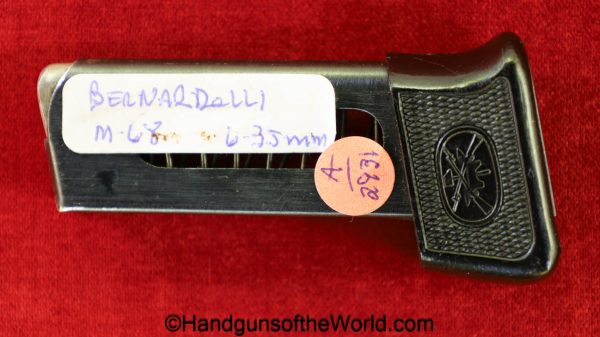 BERNARDELLI
M-68 6-35mm
A/2931
©HandgunsoftheWorld.com